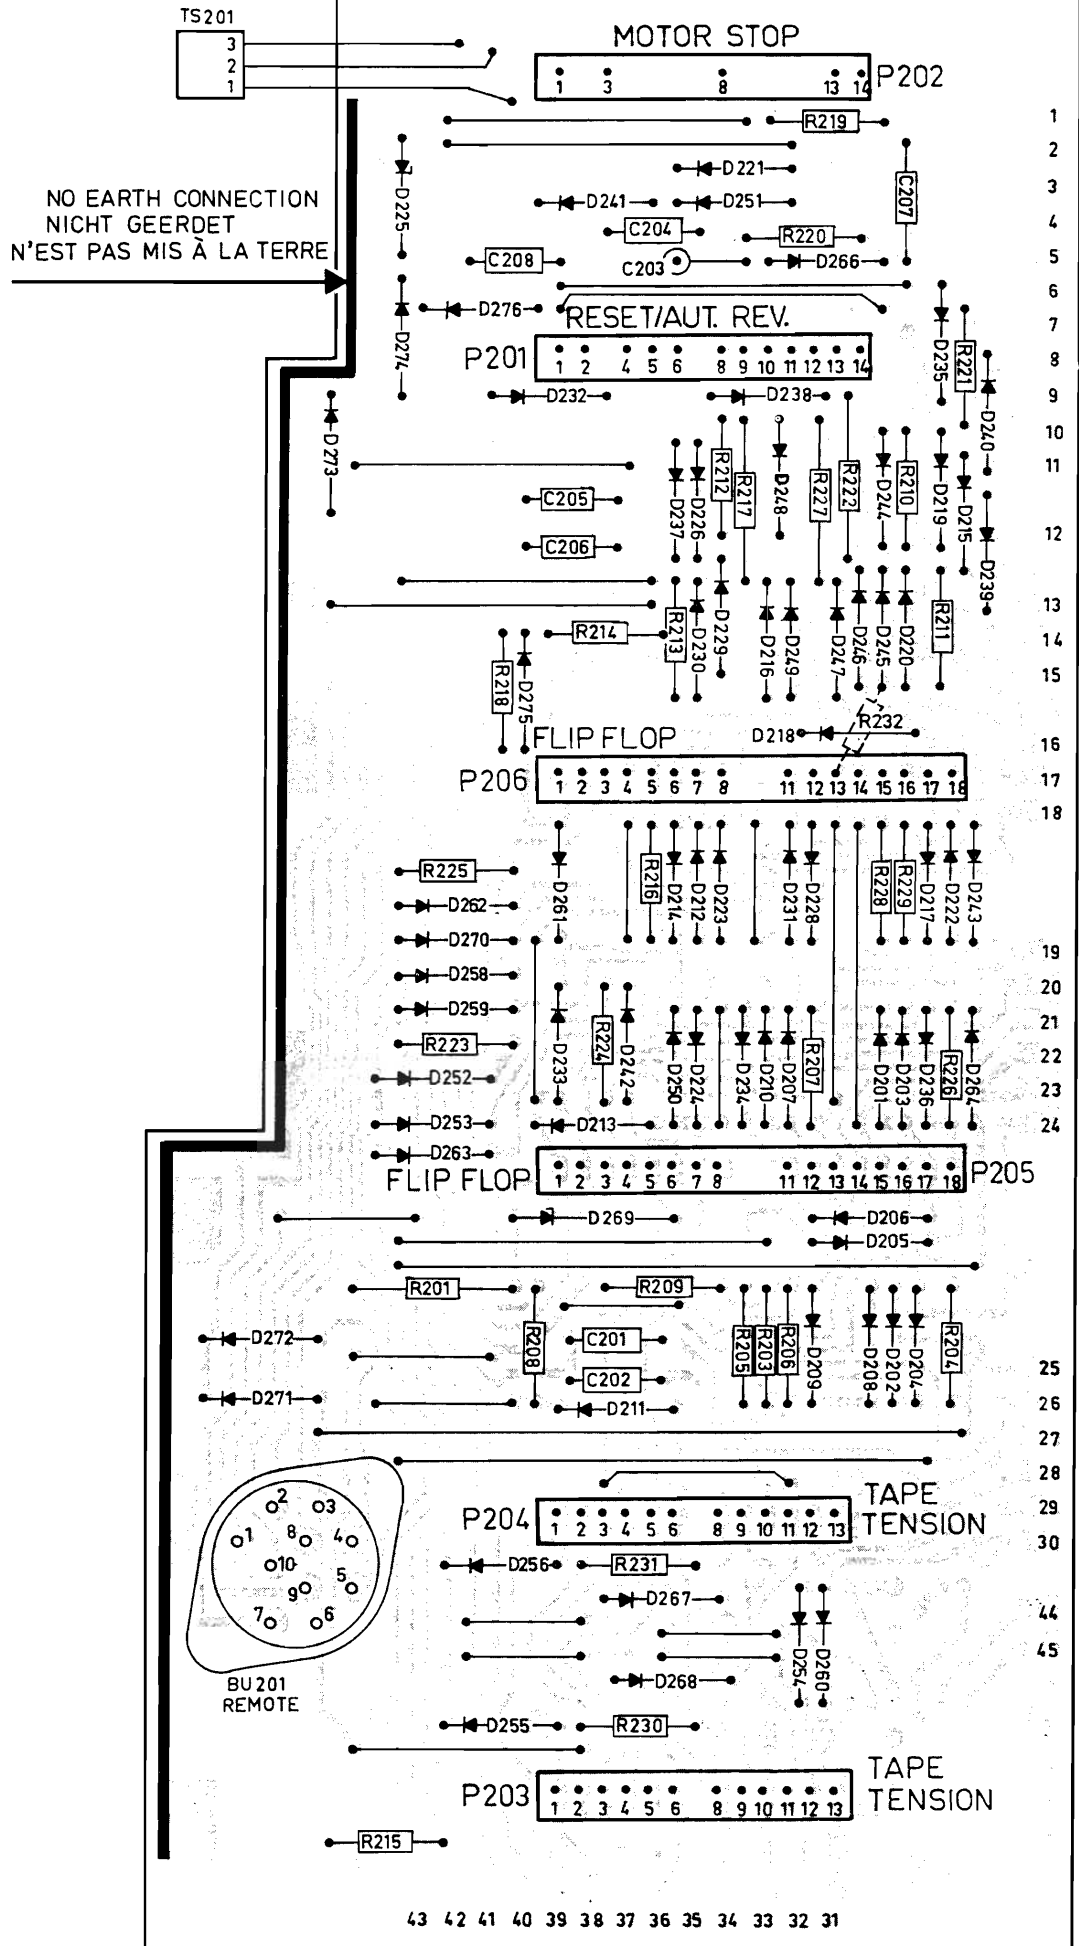 TS201
3
2
1
MOTOR STOP
P202
1 3 8 13 14
R219
1
2
D221
3
D225
D241
D251
C207
NO EARTH CONNECTION
NICHT GEERDET
N'EST PAS MIS À LA TERRE
C204
R220
4
C208
C203
D266
5
6
D276
RESET/AUT. REV.
7
D274
P201
1 2 4 5 6 8 9 10 11 12 13 14
D235
R221
8
D232
D238
9
D240
10
D273
11
R212
R217
D248
R227
R222
D244
R210
D219
D215
C205
D237
D226
12
C206
D239
13
R214
R213
D230
D229
D216
D249
D247
D246
D245
D220
R211
14
15
R218
D275
R232
D218
16
FLIP FLOP
P206
1 2 3 4 5 6 7 8 11 12 13 14 15 16 17 18
17
18
R225
D261
R216
D214
D212
D223
D231
D228
R228
R229
D217
D222
D243
D262
D270
19
D258
20
D259
21
R223
22
D252
D233
R224
D242
D250
D224
D234
D210
D207
R207
D201
D203
D236
R226
D264
23
D253
D213
24
D263
FLIP FLOP
1 2 3 4 5 6 7 8 11 12 13 14 15 16 17 18
P205
D269
D206
D205
R201
R209
D272
R208
C201
R205
R203
R206
D209
D208
D202
D204
R204
25
C202
D271
D211
26
27
28
TAPE
TENSION
29
P204
1 2 3 4 5 6 8 9 10 11 12 13
30
2 3
1 8 4
10
9 5
7 6
D256
R231
D267
44
45
D254
D260
BU201
REMOTE
D268
D255
R230
TAPE
TENSION
P203
1 2 3 4 5 6 8 9 10 11 12 13
R215
43 42 41 40 39 38 37 36 35 34 33 32 31